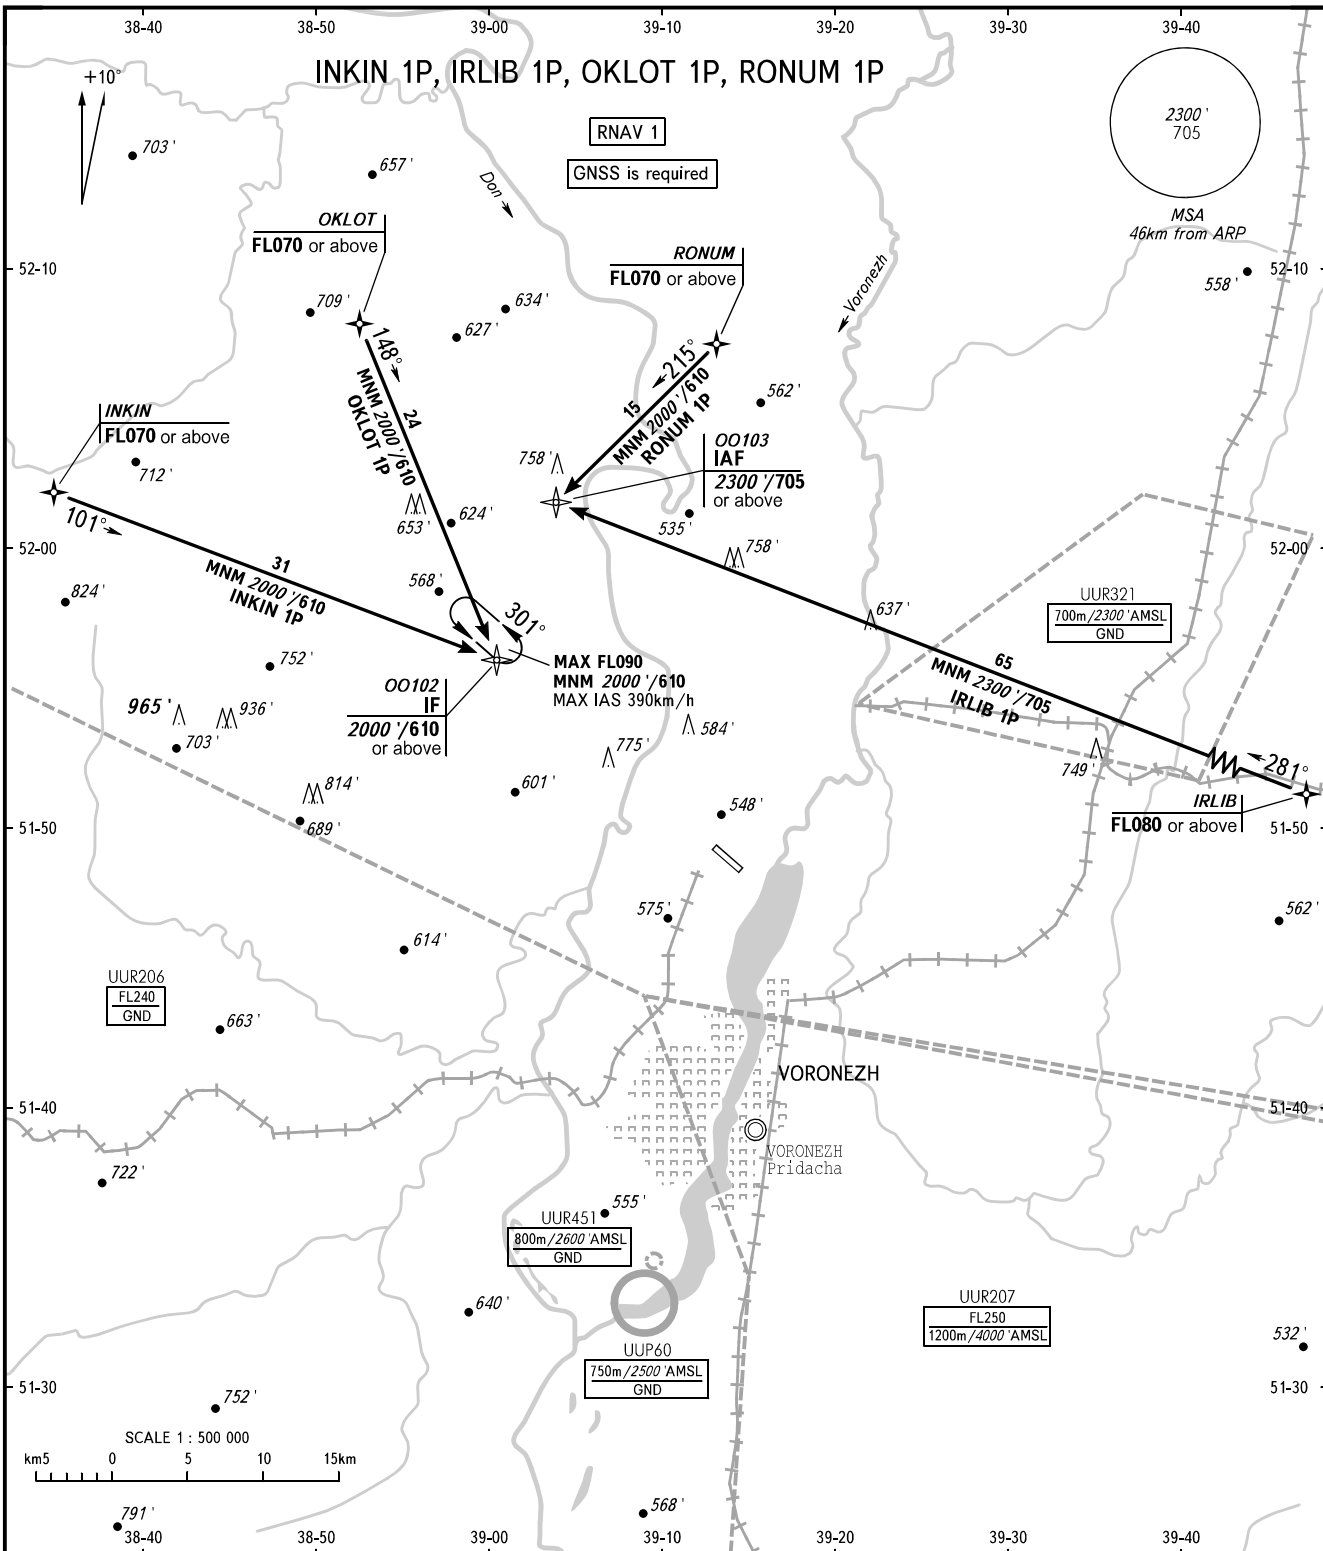 38-40 38-50 39-00 39-10 39-20 39-30 39-40
INKIN 1P, IRLIB 1P, OKLOT 1P, RONUM 1P
+10°
RNAV 1
GNSS is required
2300'
705
MSA
46km from ARP
703'
657'
Don
Voronezh
OKLOT
FL070 or above
RONUM
FL070 or above
52-10
52-10
558'
709'
634'
627'
148°
24
MNM 2000'/610
OKLOT 1P
215°
15
MNM 2000'/610
RONUM 1P
562'
INKIN
FL070 or above
712'
758'
OO103
IAF
2300'/705
or above
101°
31
MNM 2000'/610
INKIN 1P
653'
624'
535'
758'
52-00
52-00
824'
568'
301°
637'
UUR321
700m/2300'AMSL
GND
752'
MAX FL090
MNM 2000'/610
MAX IAS 390km/h
OO102
IF
2000'/610
or above
65
MNM 2300'/705
IRLIB 1P
965'
936'
703'
584'
775'
749'
281°
IRLIB
FL080 or above
814'
689'
601'
548'
51-50
51-50
575'
562'
614'
UUR206
FL240
GND
663'
VORONEZH
51-40
51-40
VORONEZH
Pridacha
722'
555'
UUR451
800m/2600'AMSL
GND
640'
UUP60
750m/2500'AMSL
GND
UUR207
FL250
1200m/4000'AMSL
532'
51-30
51-30
752'
SCALE 1 : 500 000
km5 0 5 10 15km
791'
568'
38-40 38-50 39-00 39-10 39-20 39-30 39-40